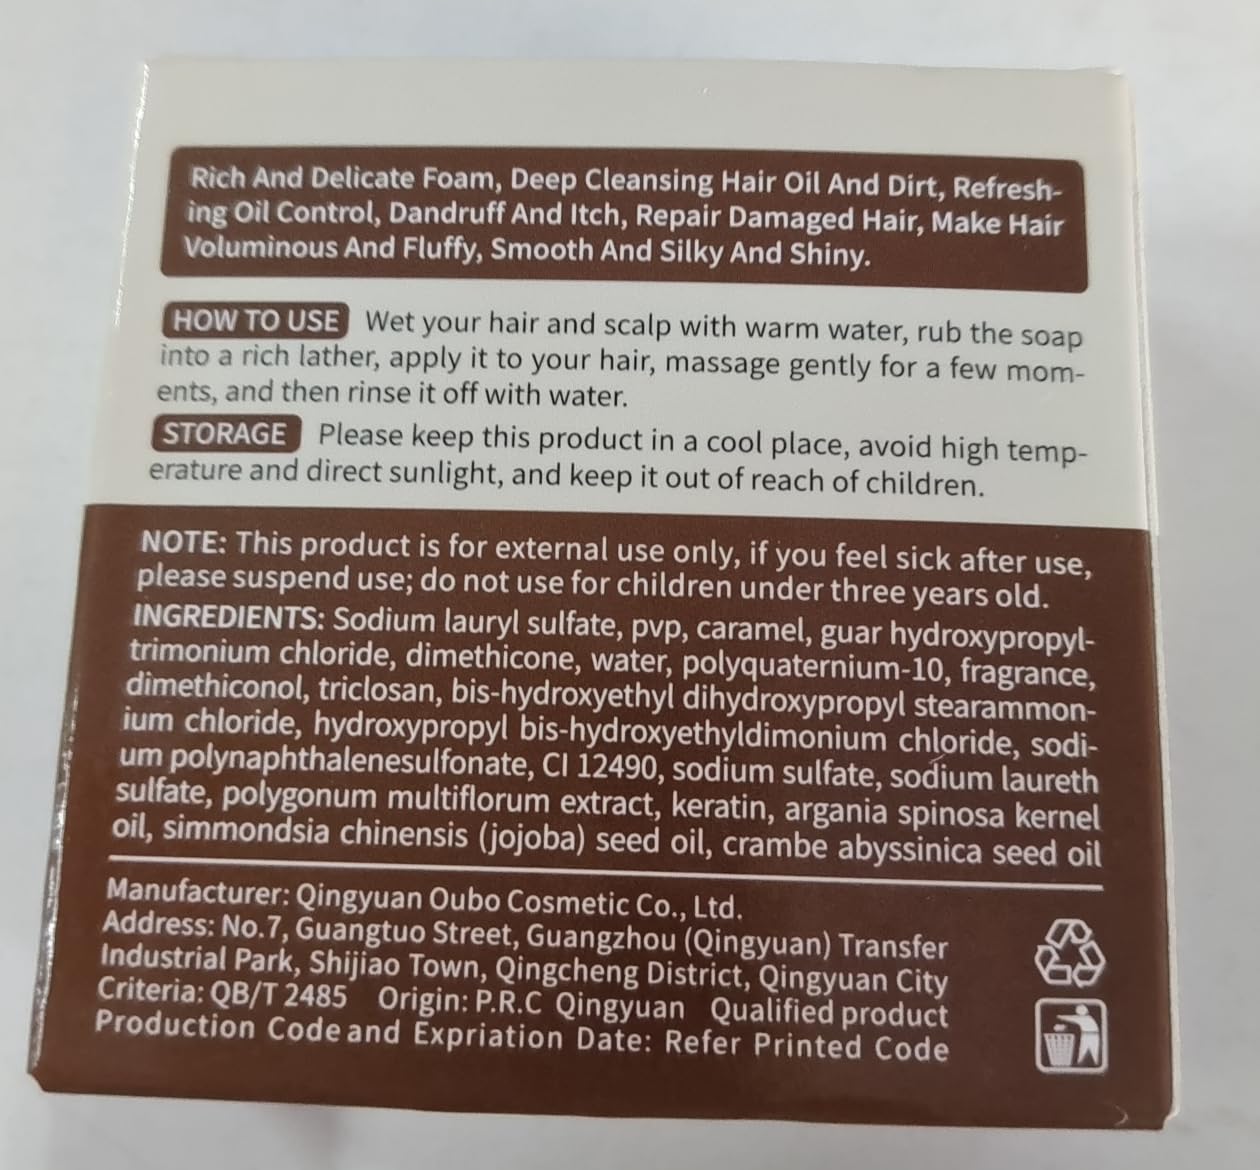 Rich And Delicate Foam, Deep Cleansing Hair Oil And Dirt, Refresh-
ing Oil Control, Dandruff And Itch, Repair Damaged Hair, Make Hair
Voluminous And Fluffy, Smooth And Silky And Shiny.
HOW TO USE Wet your hair and scalp with warm water, rub the soap
into a rich lather, apply it to your hair, massage gently for a few mom-
ents, and then rinse it off with water.
STORAGE Please keep this product in a cool place, avoid high temp-
erature and direct sunlight, and keep it out of reach of children.
NOTE: This product is for external use only, if you feel sick after use,
please suspend use; do not use for children under three years old.
INGREDIENTS: Sodium lauryl sulfate, pvp, caramel, guar hydroxypropyl-
trimonium chloride, dimethicone, water, polyquaternium-10, fragrance,
dimethiconol, triclosan, bis-hydroxyethyl dihydroxypropyl stearammon-
ium chloride, hydroxypropyl bis-hydroxyethyldimonium chloride, sodi-
um polynaphthalenesulfonate, CI 12490, sodium sulfate, sodium laureth
sulfate, polygonum multiflorum extract, keratin, argania spinosa kernel
oil, simmondsia chinensis (jojoba) seed oil, crambe abyssinica seed oil
Manufacturer: Qingyuan Oubo Cosmetic Co., Ltd.
Address: No.7, Guangtuo Street, Guangzhou (Qingyuan) Transfer
Industrial Park, Shijiao Town, Qingcheng District, Qingyuan City
Criteria: QB/T 2485 Origin: P.R.C Qingyuan Qualified product
Production Code and Expriation Date: Refer Printed Code